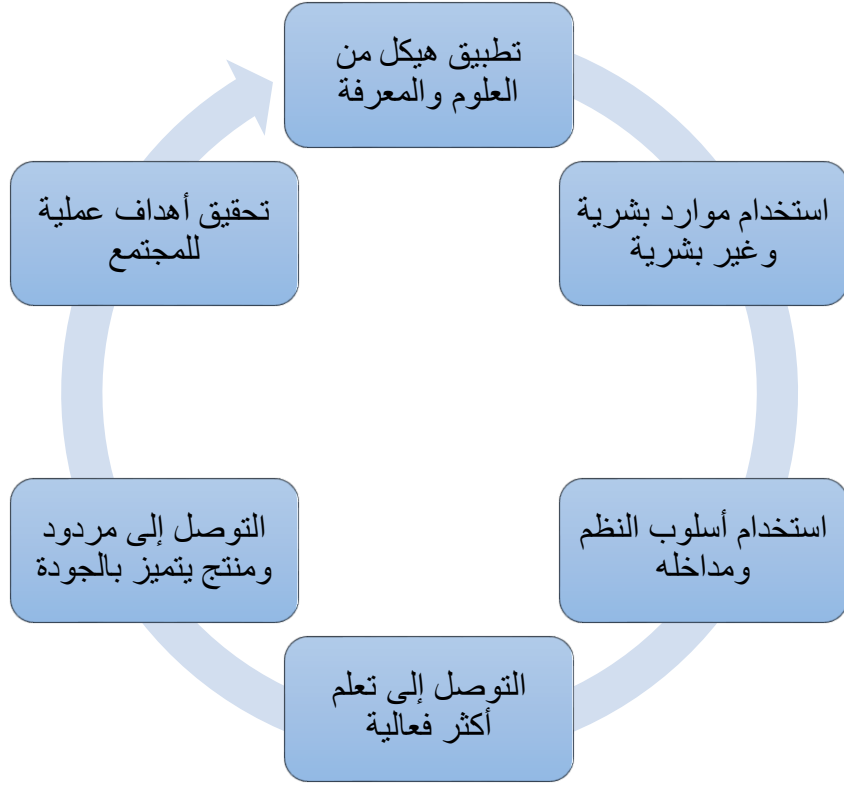 تطبيق هيكل من
العلوم والمعرفة
استخدام موارد بشرية
وغير بشرية
استخدام أسلوب النظم
ومداخله
التوصل إلى تعلم
أكثر فعالية
التوصل إلى مردود
ومنتج يتميز بالجودة
تحقيق أهداف عملية
للمجتمع